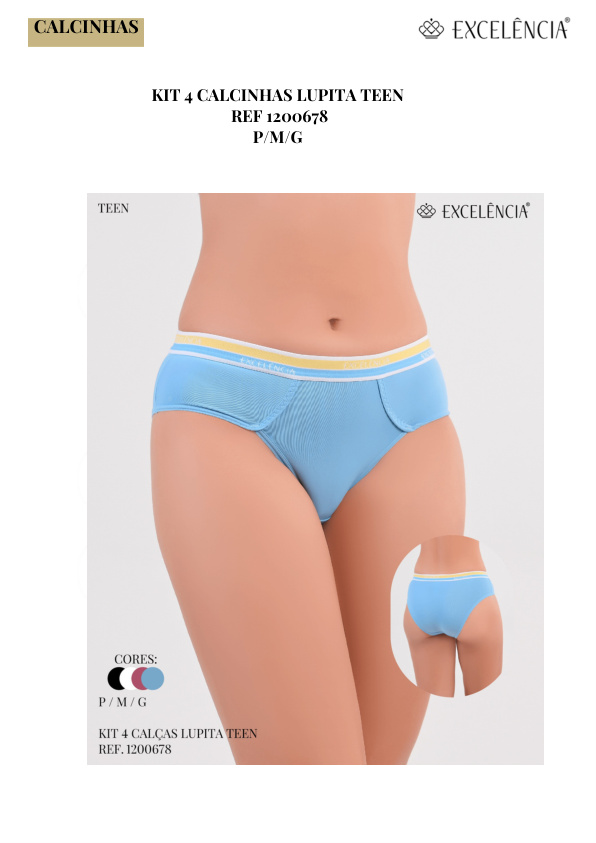 CALCINHAS
EXCELÊNCIA®
KIT 4 CALCINHAS LUPITA TEEN
REF 1200678
P/M/G
TEEN
EXCELÊNCIA®
EXCELÊNCIA
CORES:
P / M / G
KIT 4 CALÇAS LUPITA TEEN
REF. 1200678